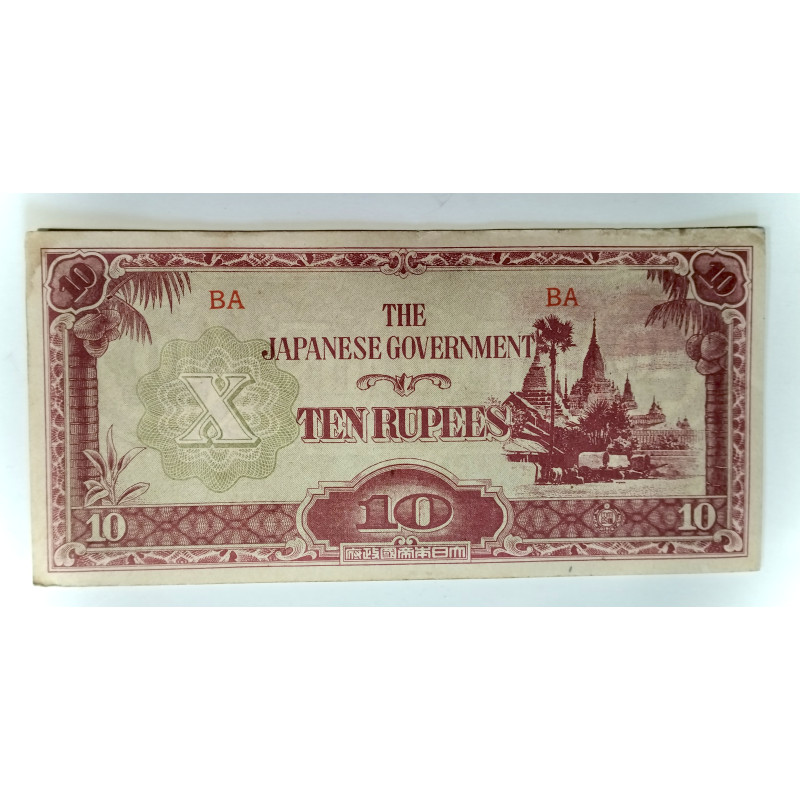 10 10
BA BA
THE
JAPANESE GOVERNMENT
X
TEN RUPEES
10 10 10
府政國帝本日大